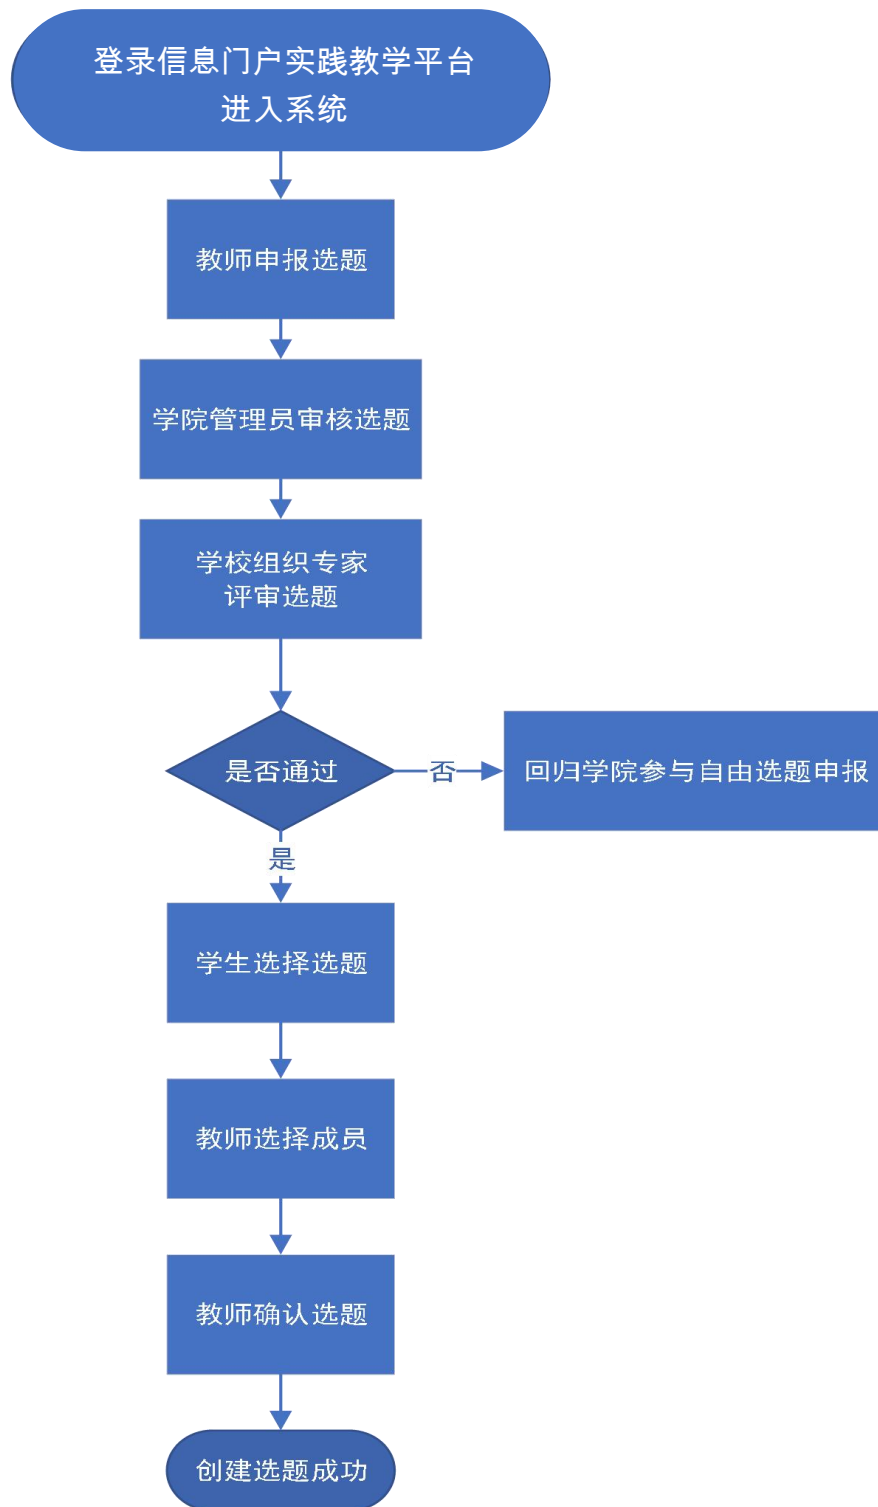 登录信息门户实践教学平台
进入系统
教师申报选题
学院管理员审核选题
学校组织专家
评审选题
是否通过
否
回归学院参与自由选题申报
是
学生选择选题
教师选择成员
教师确认选题
创建选题成功